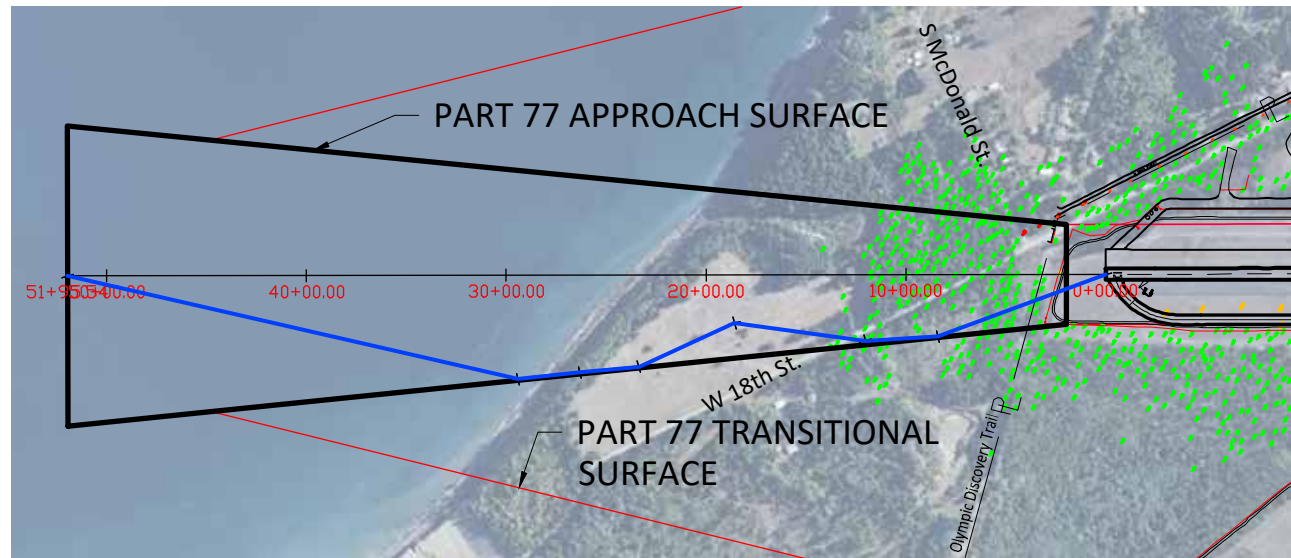 S McDonald St.
PART 77 APPROACH SURFACE
40+00.00
30+00.00
20+00.00
10+00.00
0+00.00
W 18th St.
PART 77 TRANSITIONAL
SURFACE
Olympic Discovery Trail